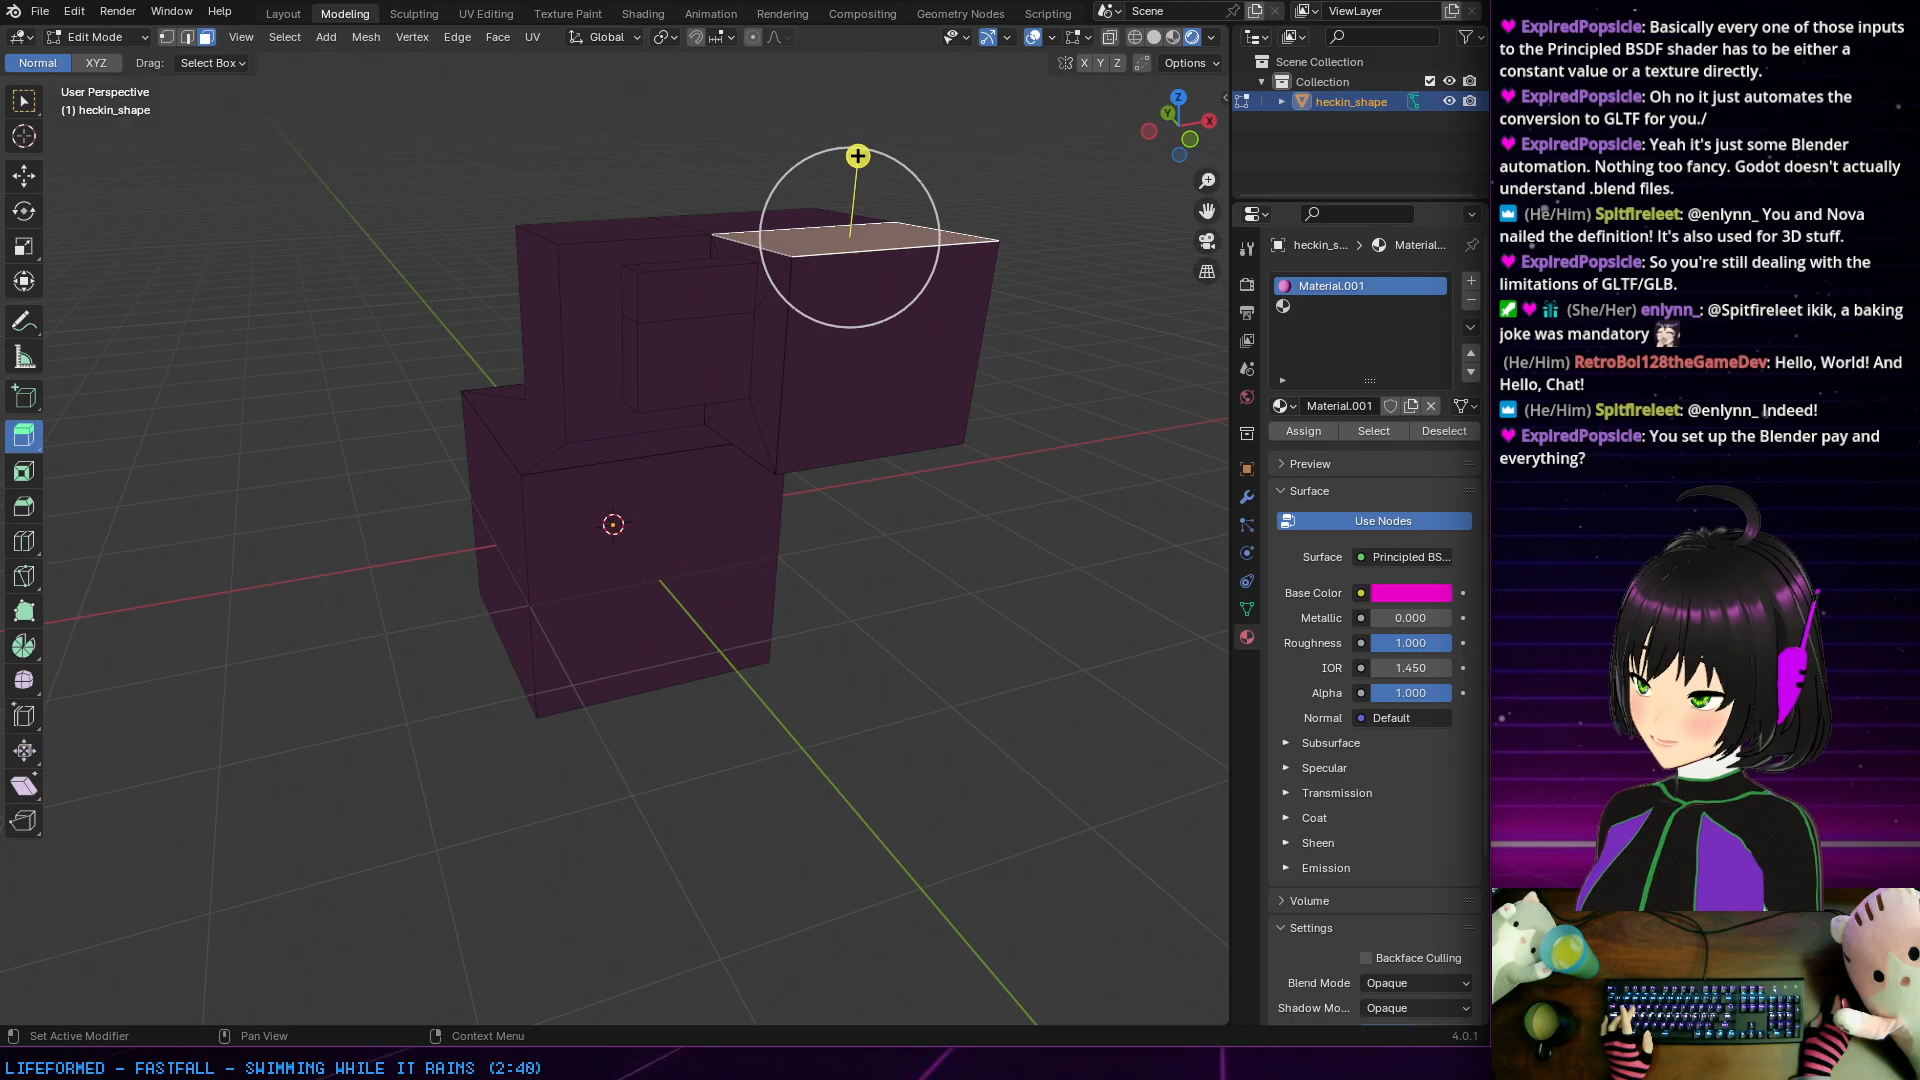 File Edit Render Window Help
Layout Modeling Sculpting UV Editing Texture Paint Shading Animation Rendering Compositing Geometry Nodes Scripting
Scene
ViewLayer
Edit Mode
View Select Add Mesh Vertex Edge Face UV
Global
Normal XYZ Drag: Select Box
X Y Z Options
User Perspective
(1) heckin_shape
Z
Y
X
Scene Collection
Collection
heckin_shape
heckin_s... > Material...
Material.001
Material.001
Assign Select Deselect
Preview
Surface
Use Nodes
Surface Principled BS...
Base Color
Metallic 0.000
Roughness 1.000
IOR 1.450
Alpha 1.000
Normal Default
Subsurface
Specular
Transmission
Coat
Sheen
Emission
Volume
Settings
Backface Culling
Blend Mode Opaque
Shadow Mo... Opaque
Set Active Modifier Pan View Context Menu
4.0.1
LIFEFORMED - FASTFALL - SWIMMING WHILE IT RAINS (2:40)
ExpiredPopsicle: Basically every one of those inputs
to the Principled BSDF shader has to be either a
constant value or a texture directly.
ExpiredPopsicle: Oh no it just automates the
conversion to GLTF for you./
ExpiredPopsicle: Yeah it's just some Blender
automation. Nothing too fancy. Godot doesn't actually
understand .blend files.
(He/Him) Spitfireleet: @enlynn_ You and Nova
nailed the definition! It's also used for 3D stuff.
ExpiredPopsicle: So you're still dealing with the
limitations of GLTF/GLB.
(She/Her) enlynn_: @Spitfireleet ikik, a baking
joke was mandatory
(He/Him) RetroBol128theGameDev: Hello, World! And
Hello, Chat!
(He/Him) Spitfireleet: @enlynn_ Indeed!
ExpiredPopsicle: You set up the Blender pay and
everything?